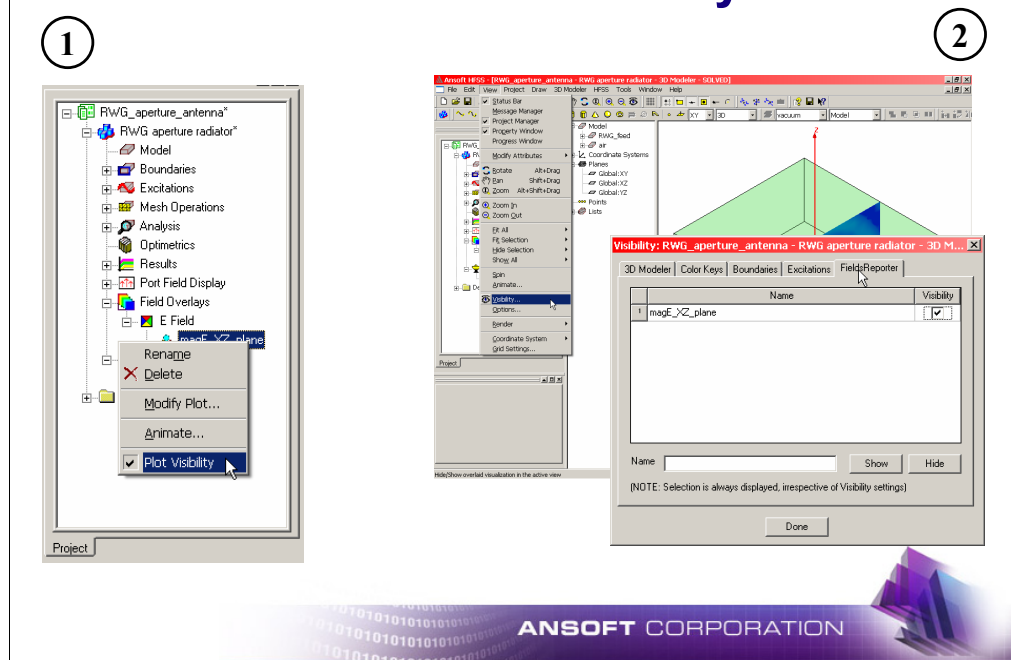 1
2
RWG_aperture_antenna*
RWG aperture radiator*
Model
Boundaries
Excitations
Mesh Operations
Analysis
Optimetrics
Results
Port Field Display
Field Overlays
E Field
magE_XZ_plane
Rename
Delete
Modify Plot...
Animate...
Plot Visibility
Project
Ansoft HFSS - [RWG_aperture_antenna - RWG aperture radiator - 3D Modeler - SOLVED]
File Edit View Project Draw 3D Modeler HFSS Tools Window Help
XY 3D vacuum Model
Status Bar
Message Manager
Project Manager
Property Window
Progress Window
Modify Attributes
Rotate Alt+Drag
Pan Shift+Drag
Zoom Alt+Shift+Drag
Zoom In
Zoom Out
Fit All
Fit Selection
Hide Selection
Show All
Spin
Animate...
Visibility...
Options...
Render
Coordinate System
Grid Settings...
RWG_
Model
RWG_feed
air
Coordinate Systems
Planes
Global:XY
Global:XZ
Global:YZ
Points
Lists
Z
Project
Hide/Show overlaid visualization in the active view
Visibility: RWG_aperture_antenna - RWG aperture radiator - 3D M...
3D Modeler Color Keys Boundaries Excitations FieldsReporter
Name Visibility
1 magE_XZ_plane
Name Show Hide
(NOTE: Selection is always displayed, irrespective of Visibility settings)
Done
ANSOFT CORPORATION